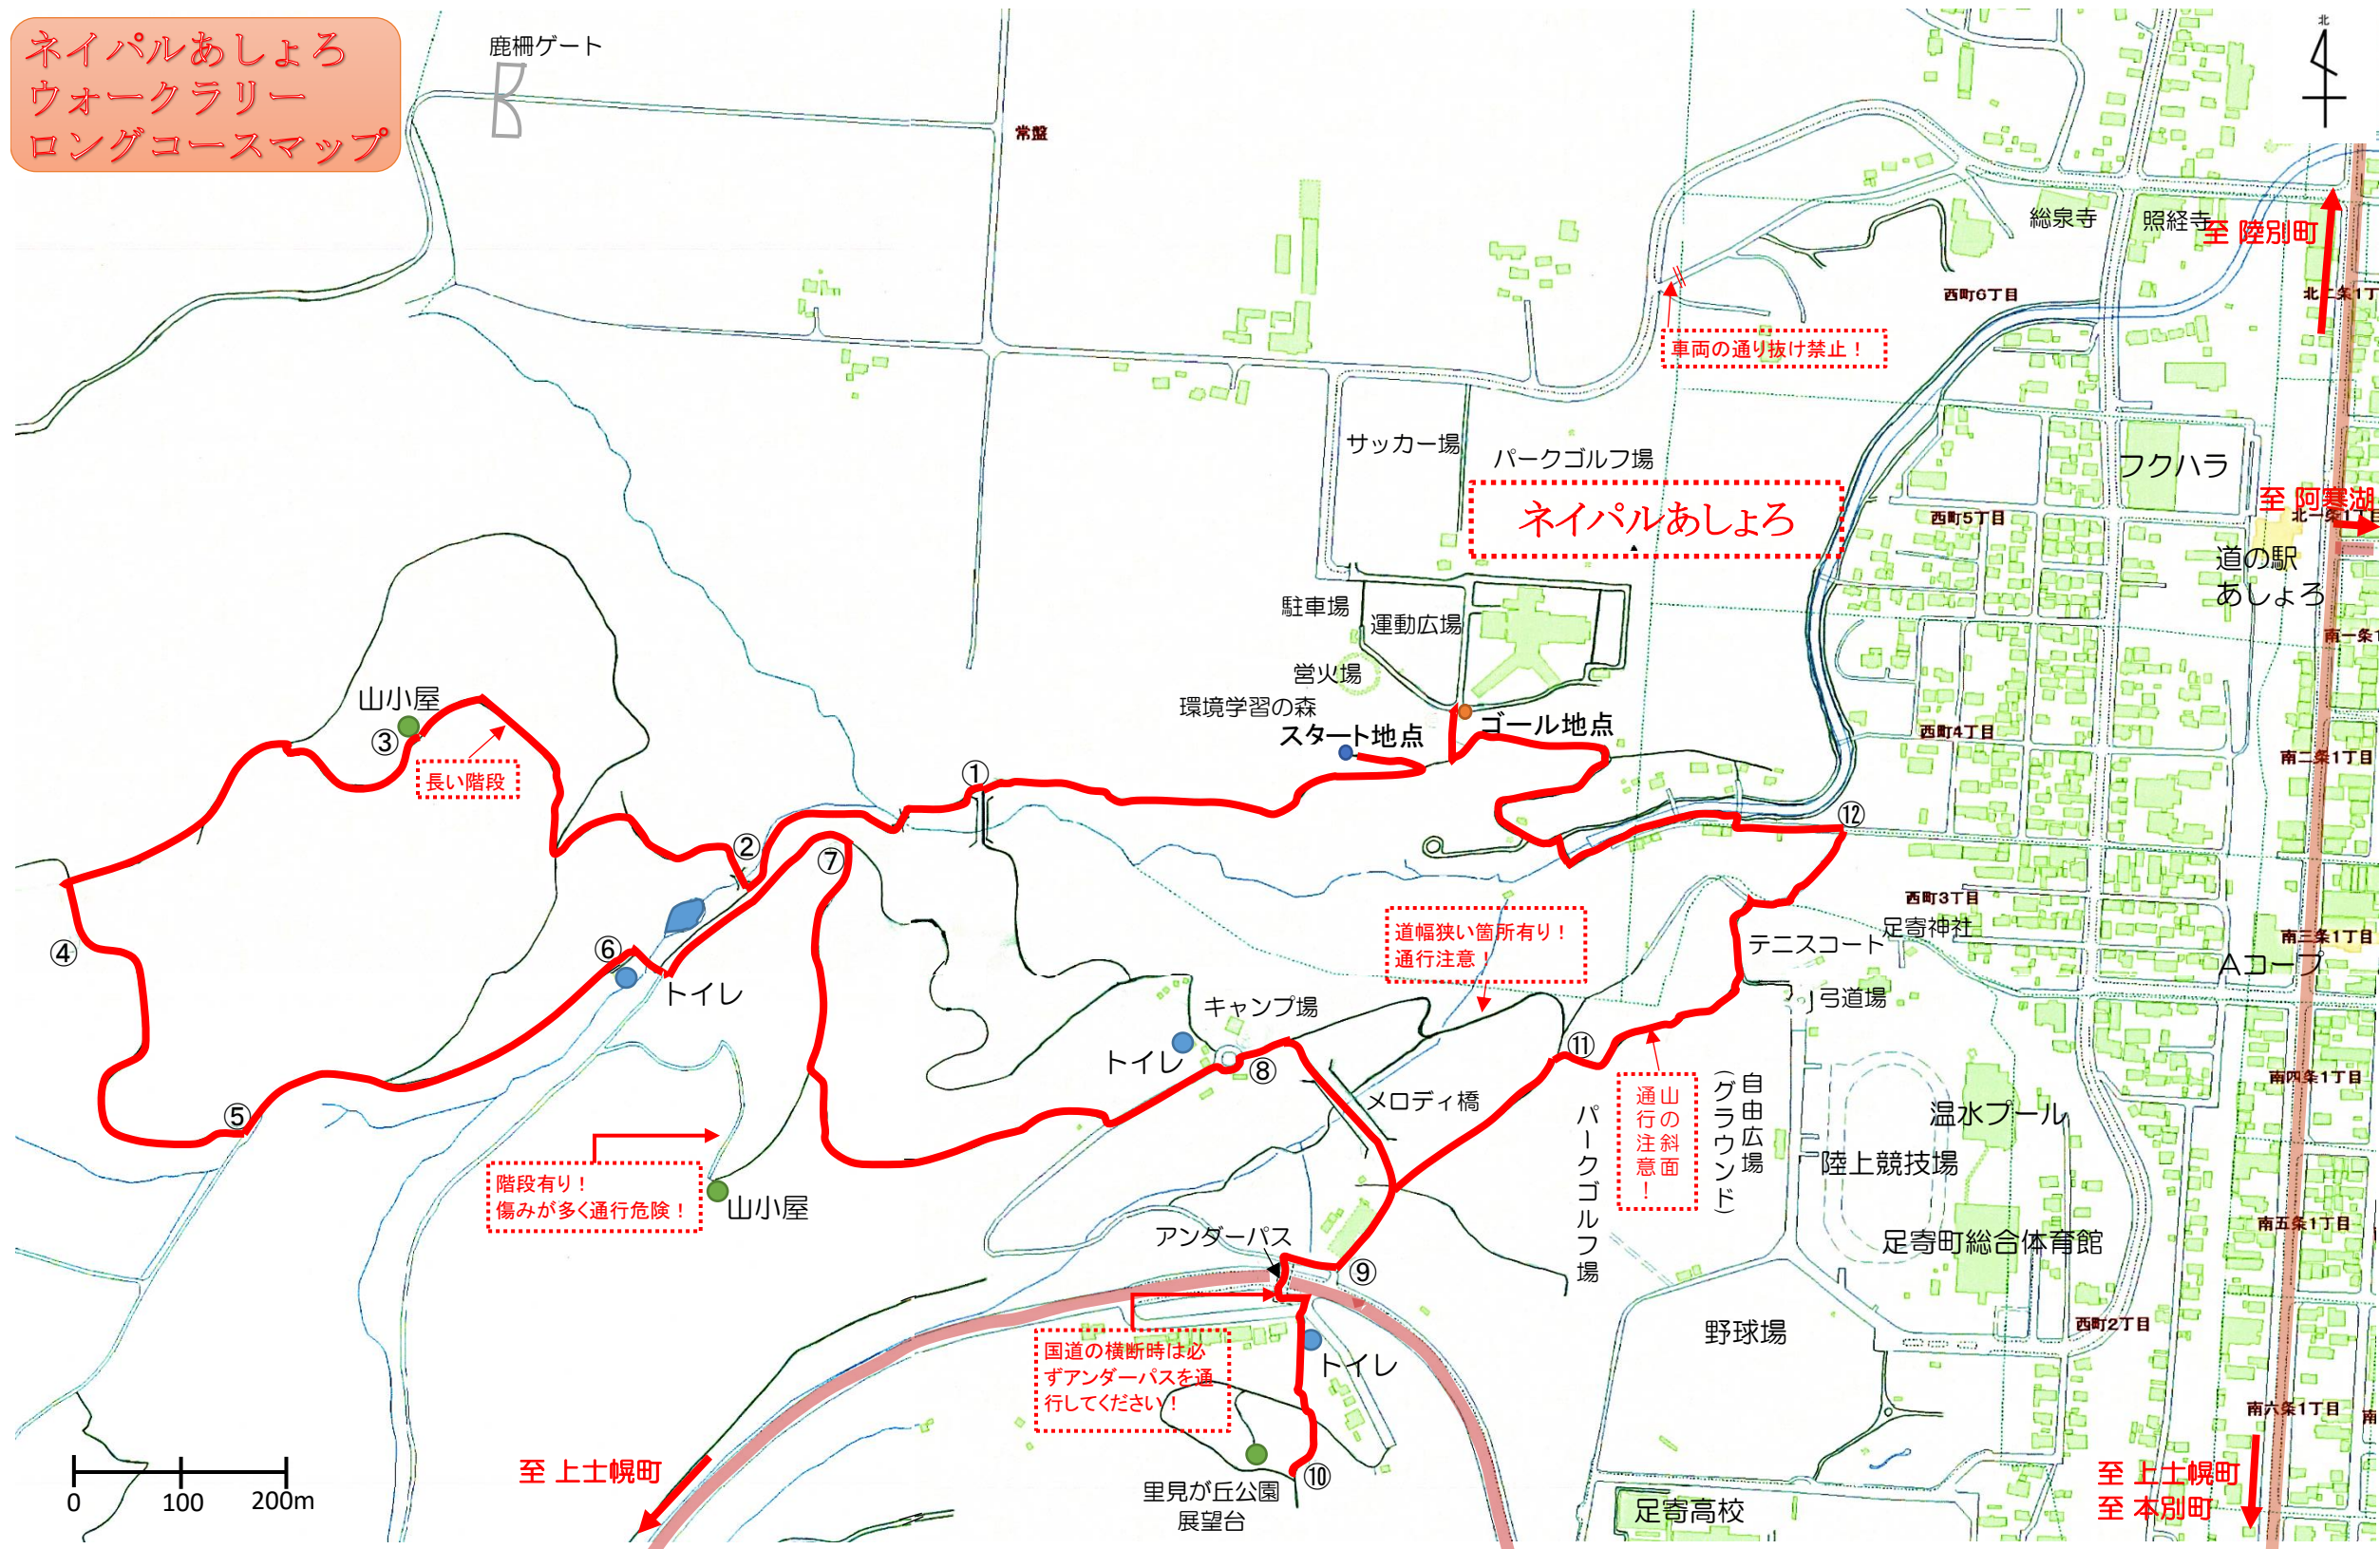 ネイパルあしょろ
ウォークラリー
ロングコースマップ
鹿柵ゲート
北
常盤
総泉寺
照経寺
至 陸別町
西町6丁目
北二条1丁
車両の通り抜け禁止！
サッカー場
パークゴルフ場
フクハラ
ネイパルあしょろ
至 阿寒湖
西町5丁目
北一条1丁目
道の駅
あしょろ
駐車場
運動広場
南一条1
営火場
環境学習の森
山小屋
スタート地点
ゴール地点
西町4丁目
③
南二条1丁目
長い階段
①
⑫
②
⑦
西町3丁目
道幅狭い箇所有り！
通行注意！
足寄神社
テニスコート
南三条1丁目
④
⑥
Aコープ
トイレ
弓道場
キャンプ場
⑪
トイレ
⑧
南四条1丁目
メロディ橋
山の斜面
通行注意！
自由広場
（グラウンド）
パークゴルフ場
温水プール
⑤
陸上競技場
階段有り！
傷みが多く通行危険！
山小屋
南五条1丁目
アンダーパス
足寄町総合体育館
⑨
野球場
西町2丁目
国道の横断時は必
ずアンダーパスを通
行してください！
トイレ
南六条1丁目
南
至 上士幌町
⑩
里見が丘公園
展望台
至 上士幌町
至 本別町
足寄高校
0 100 200m